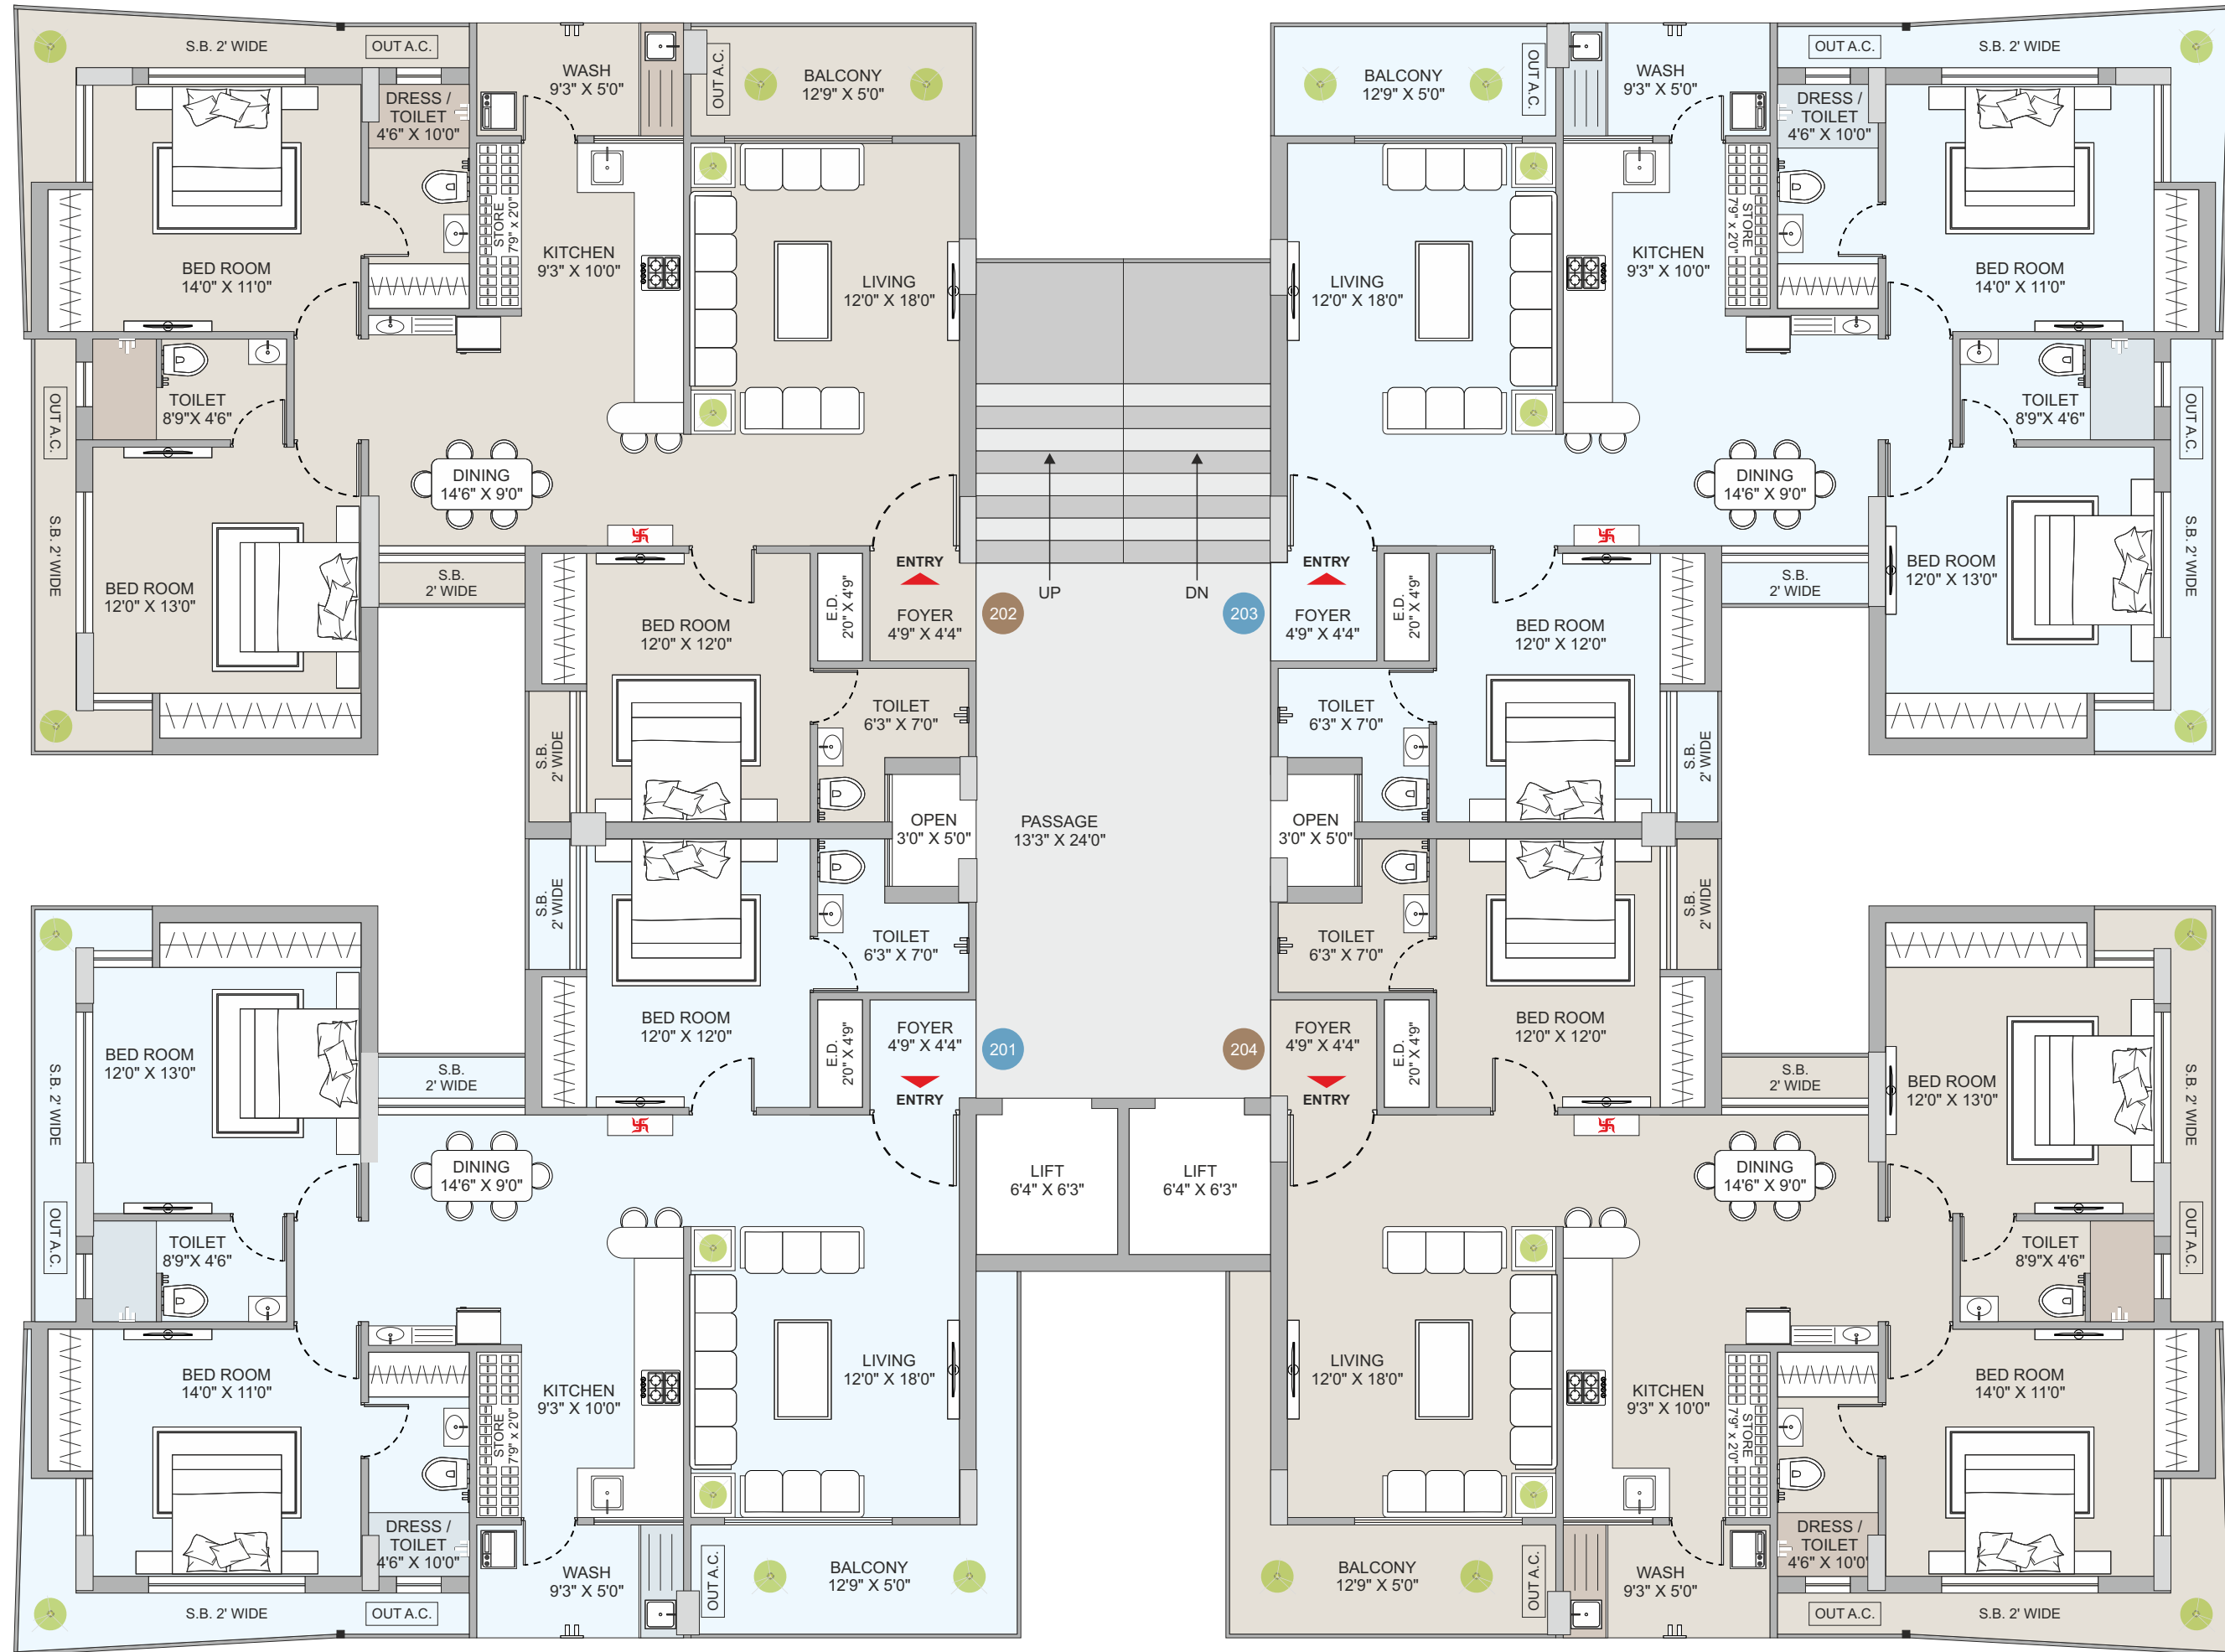 S.B. 2' WIDE
OUT A.C.
WASH
9'3" X 5'0"
OUT A.C.
BALCONY
12'9" X 5'0"
DRESS /
TOILET
4'6" X 10'0"
STORE
7'9" x 2'0"
KITCHEN
9'3" X 10'0"
LIVING
12'0" X 18'0"
BED ROOM
14'0" X 11'0"
TOILET
8'9"X 4'6"
OUT A.C.
S.B. 2' WIDE
DINING
14'6" X 9'0"
BED ROOM
12'0" X 13'0"
S.B.
2' WIDE
BED ROOM
12'0" X 12'0"
E.D.
2'0" X 4'9"
ENTRY
FOYER
4'9" X 4'4"
202
TOILET
6'3" X 7'0"
S.B.
2' WIDE
OPEN
3'0" X 5'0"
BALCONY
12'9" X 5'0"
OUT A.C.
WASH
9'3" X 5'0"
OUT A.C.
S.B. 2' WIDE
DRESS /
TOILET
4'6" X 10'0"
LIVING
12'0" X 18'0"
KITCHEN
9'3" X 10'0"
STORE
7'9" x 2'0"
BED ROOM
14'0" X 11'0"
TOILET
8'9"X 4'6"
OUT A.C.
S.B. 2' WIDE
DINING
14'6" X 9'0"
BED ROOM
12'0" X 13'0"
S.B.
2' WIDE
ENTRY
FOYER
4'9" X 4'4"
203
E.D.
2'0" X 4'9"
BED ROOM
12'0" X 12'0"
TOILET
6'3" X 7'0"
S.B.
2' WIDE
OPEN
3'0" X 5'0"
UP
DN
PASSAGE
13'3" X 24'0"
S.B.
2' WIDE
TOILET
6'3" X 7'0"
BED ROOM
12'0" X 12'0"
E.D.
2'0" X 4'9"
FOYER
4'9" X 4'4"
ENTRY
201
BED ROOM
12'0" X 13'0"
S.B. 2' WIDE
S.B.
2' WIDE
DINING
14'6" X 9'0"
OUT A.C.
TOILET
8'9"X 4'6"
BED ROOM
14'0" X 11'0"
STORE
7'9" x 2'0"
KITCHEN
9'3" X 10'0"
LIVING
12'0" X 18'0"
DRESS /
TOILET
4'6" X 10'0"
WASH
9'3" X 5'0"
OUT A.C.
BALCONY
12'9" X 5'0"
S.B. 2' WIDE
OUT A.C.
LIFT
6'4" X 6'3"
LIFT
6'4" X 6'3"
TOILET
6'3" X 7'0"
S.B.
2' WIDE
204
FOYER
4'9" X 4'4"
ENTRY
E.D.
2'0" X 4'9"
BED ROOM
12'0" X 12'0"
S.B.
2' WIDE
BED ROOM
12'0" X 13'0"
S.B. 2' WIDE
DINING
14'6" X 9'0"
TOILET
8'9"X 4'6"
OUT A.C.
LIVING
12'0" X 18'0"
KITCHEN
9'3" X 10'0"
STORE
7'9" x 2'0"
BED ROOM
14'0" X 11'0"
DRESS /
TOILET
4'6" X 10'0"
BALCONY
12'9" X 5'0"
OUT A.C.
WASH
9'3" X 5'0"
OUT A.C.
S.B. 2' WIDE